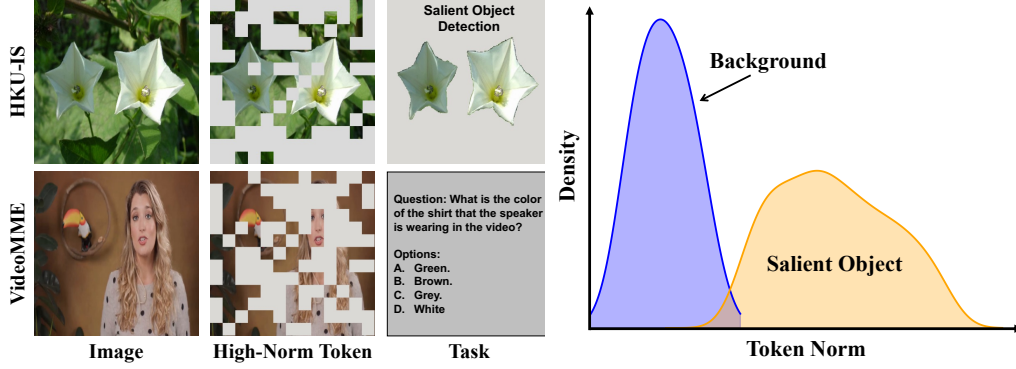 HKU-IS
Salient Object
Detection
VideoMME
Question: What is the color
of the shirt that the speaker
is wearing in the video?
Options:
A. Green.
B. Brown.
C. Grey.
D. White
Image
High-Norm Token
Task
Density
Background
Salient Object
Token Norm